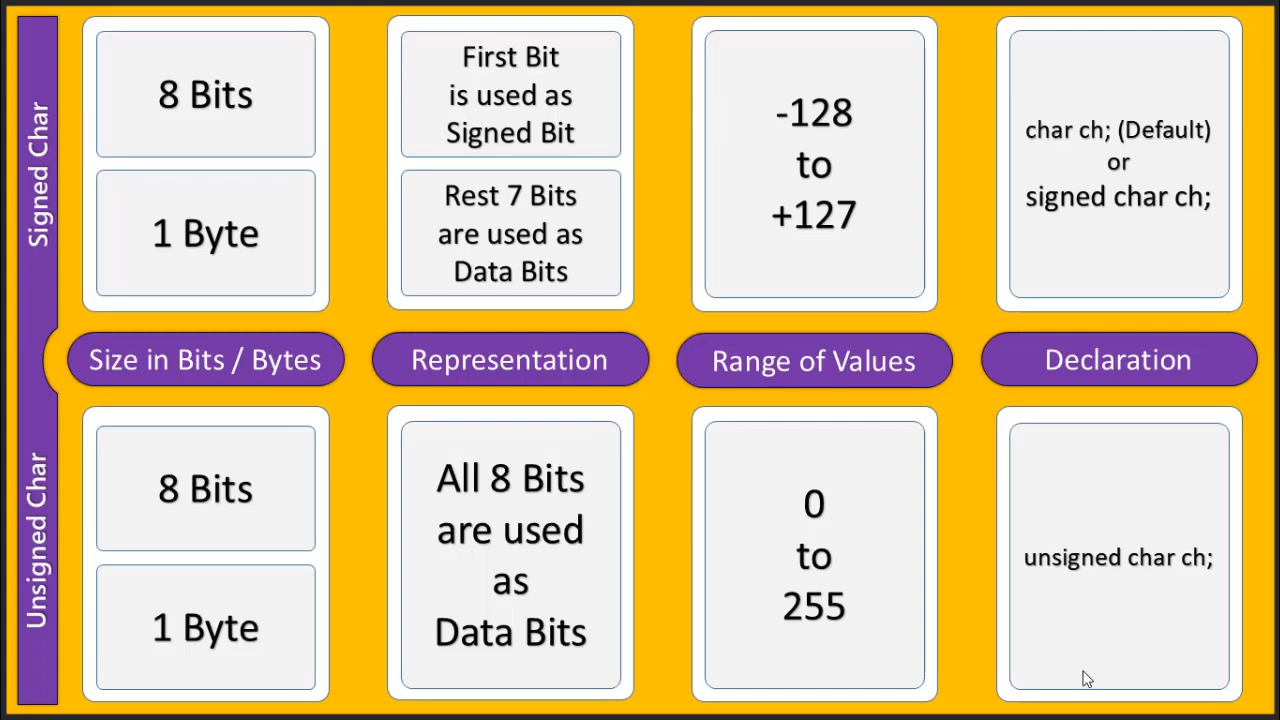 Signed Char
8 Bits
1 Byte
First Bit
is used as
Signed Bit
Rest 7 Bits
are used as
Data Bits
-128
to
+127
char ch; (Default)
or
signed char ch;
Size in Bits / Bytes
Representation
Range of Values
Declaration
Unsigned Char
8 Bits
1 Byte
All 8 Bits
are used
as
Data Bits
0
to
255
unsigned char ch;